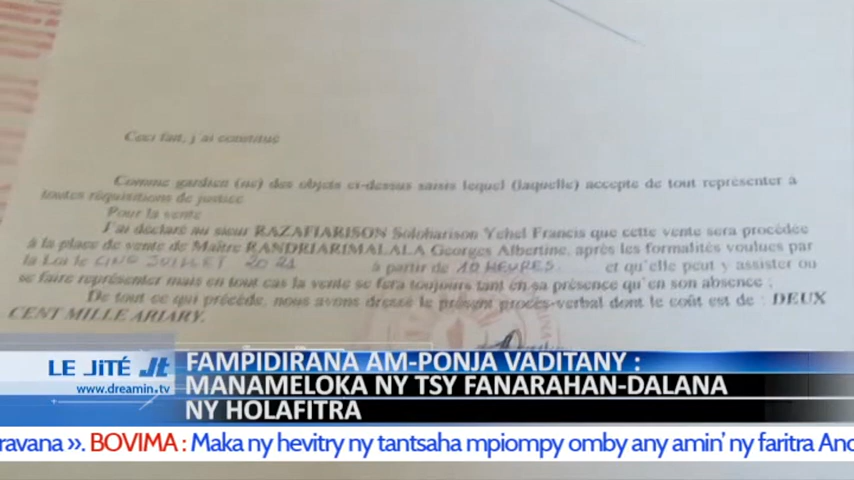 Ceci fait, j'ai constitué
Comme gardien (ne) des objets ci-dessus saisis lequel (laquelle) accepte de tout représenter à
toutes réquisitions de justice
Pour la vente
J'ai déclaré au sieur RAZAFIARISON Soloharison Yehel Francis que cette vente sera procédée
à la place de vente de Maître RANDRIARIMALALA Georges Albertine, après les formalités voulues par
la Loi le CINQ JUILLET 2021 à partir de 10 HEURES. et qu'elle peut y assister ou
se faire représenter mais en tout cas la vente se fera toujours tant en sa présence qu'en son absence ;
De tout ce qui précède, nous avons dressé le présent procès-verbal dont le coût est de : DEUX
CENT MILLE ARIARY.
LE JiTÉ Jt
www.dreamin.tv
FAMPIDIRANA AM-PONJA VADITANY :
MANAMELOKA NY TSY FANARAHAN-DALANA
NY HOLAFITRA
ravana ››. BOVIMA : Maka ny hevitry ny tantsaha mpiompy omby any amin' ny faritra And